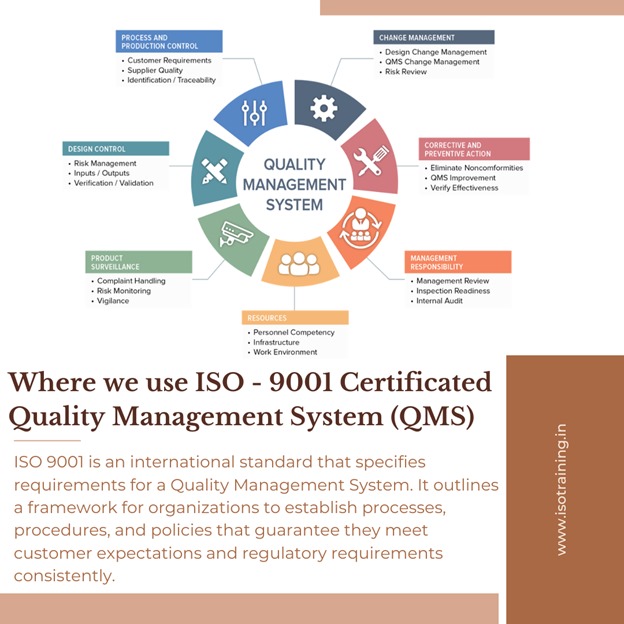 PROCESS AND
PRODUCTION CONTROL
• Customer Requirements
• Supplier Quality
• Identification / Traceability
CHANGE MANAGEMENT
• Design Change Management
• QMS Change Management
• Risk Review
DESIGN CONTROL
• Risk Management
• Inputs / Outputs
• Verification / Validation
QUALITY
MANAGEMENT
SYSTEM
CORRECTIVE AND
PREVENTIVE ACTION
• Eliminate Nonconformities
• QMS Improvement
• Verify Effectiveness
PRODUCT
SURVEILLANCE
• Complaint Handling
• Risk Monitoring
• Vigilance
MANAGEMENT
RESPONSIBILITY
• Management Review
• Inspection Readiness
• Internal Audit
RESOURCES
• Personnel Competency
• Infrastructure
• Work Environment
Where we use ISO - 9001 Certificated
Quality Management System (QMS)
ISO 9001 is an international standard that specifies
requirements for a Quality Management System. It outlines
a framework for organizations to establish processes,
procedures, and policies that guarantee they meet
customer expectations and regulatory requirements
consistently.
www.isotraining.in